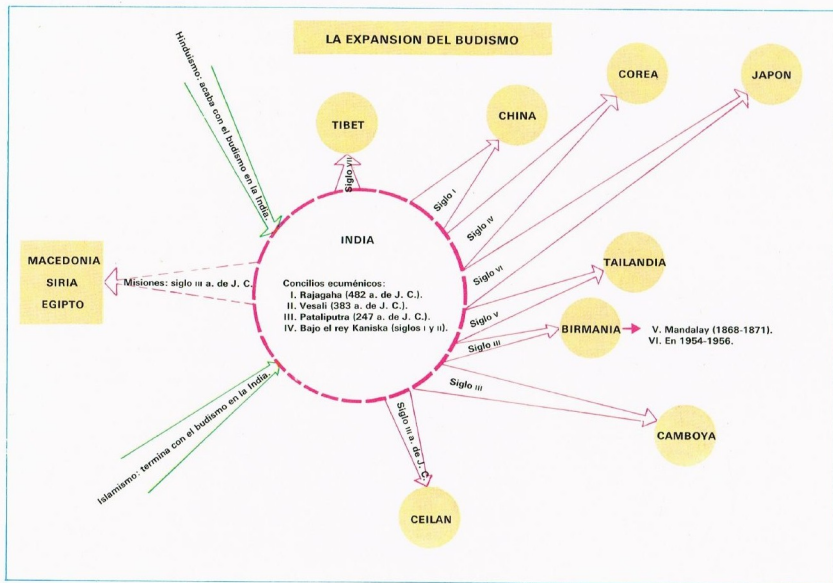 LA EXPANSION DEL BUDISMO
Hinduismo: acaba con el budismo en la India.
TIBET
Siglo VII
CHINA
Siglo I
COREA
Siglo IV
JAPON
Siglo VI
INDIA
Concilios ecuménicos:
I. Rajagaha (482 a. de J. C.).
II. Vesali (383 a. de J. C.).
III. Pataliputra (247 a. de J. C.).
IV. Bajo el rey Kaniska (siglos I y II).
MACEDONIA
SIRIA
EGIPTO
Misiones: siglo III a. de J. C.
TAILANDIA
Siglo V
BIRMANIA
Siglo III
V. Mandalay (1868-1871).
VI. En 1954-1956.
Siglo III
CAMBOYA
Siglo III a. de J. C.
CEILAN
Islamismo: termina con el budismo en la India.